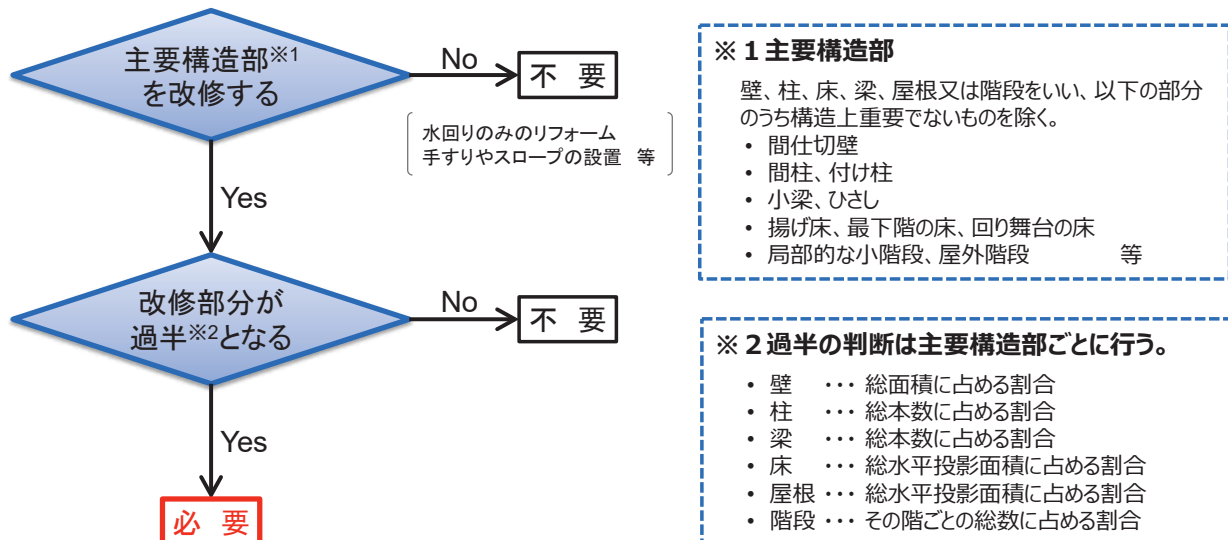 主要構造部※1
を改修する
No
不 要
水回りのみのリフォーム
手すりやスロープの設置 等
Yes
改修部分が
過半※2となる
No
不 要
Yes
必 要
※1主要構造部
壁、柱、床、梁、屋根又は階段をいい、以下の部分
のうち構造上重要でないものを除く。
• 間仕切壁
• 間柱、付け柱
• 小梁、ひさし
• 揚げ床、最下階の床、回り舞台の床
• 局部的な小階段、屋外階段 等
※2過半の判断は主要構造部ごとに行う。
• 壁 ・・・ 総面積に占める割合
• 柱 ・・・ 総本数に占める割合
• 梁 ・・・ 総本数に占める割合
• 床 ・・・ 総水平投影面積に占める割合
• 屋根 ・・・ 総水平投影面積に占める割合
• 階段 ・・・ その階ごとの総数に占める割合